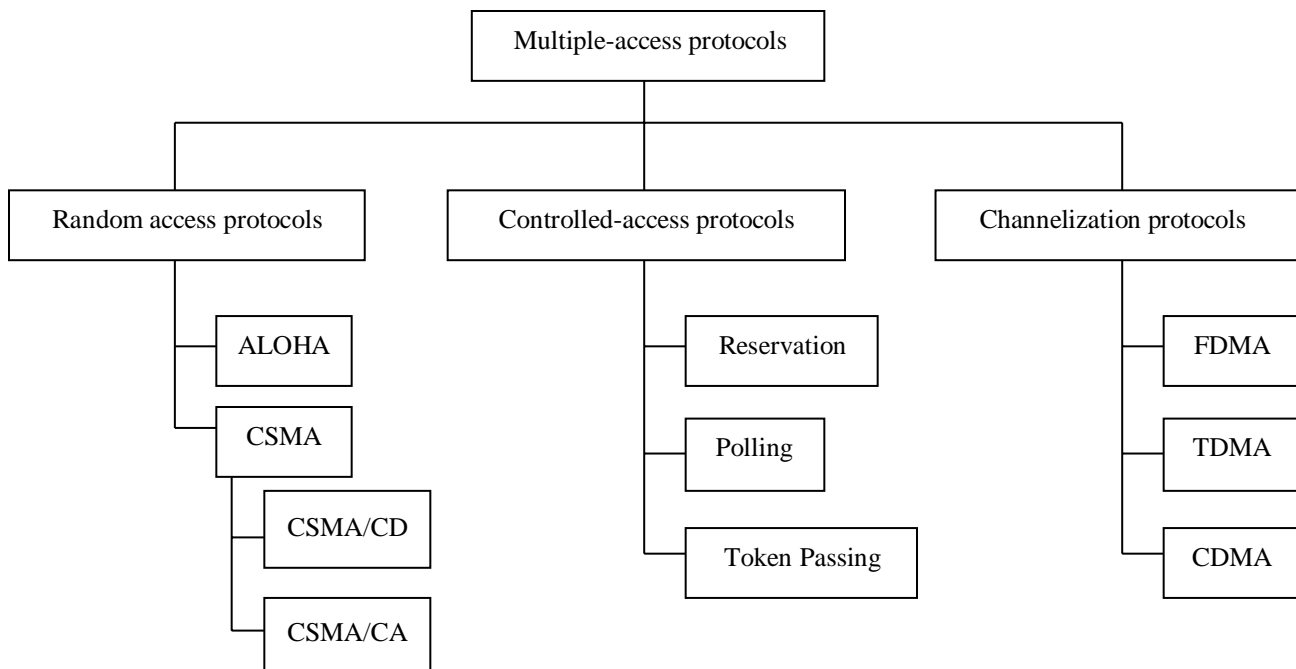 Multiple-access protocols
Random access protocols
Controlled-access protocols
Channelization protocols
ALOHA
Reservation
FDMA
CSMA
Polling
TDMA
CSMA/CD
Token Passing
CDMA
CSMA/CA